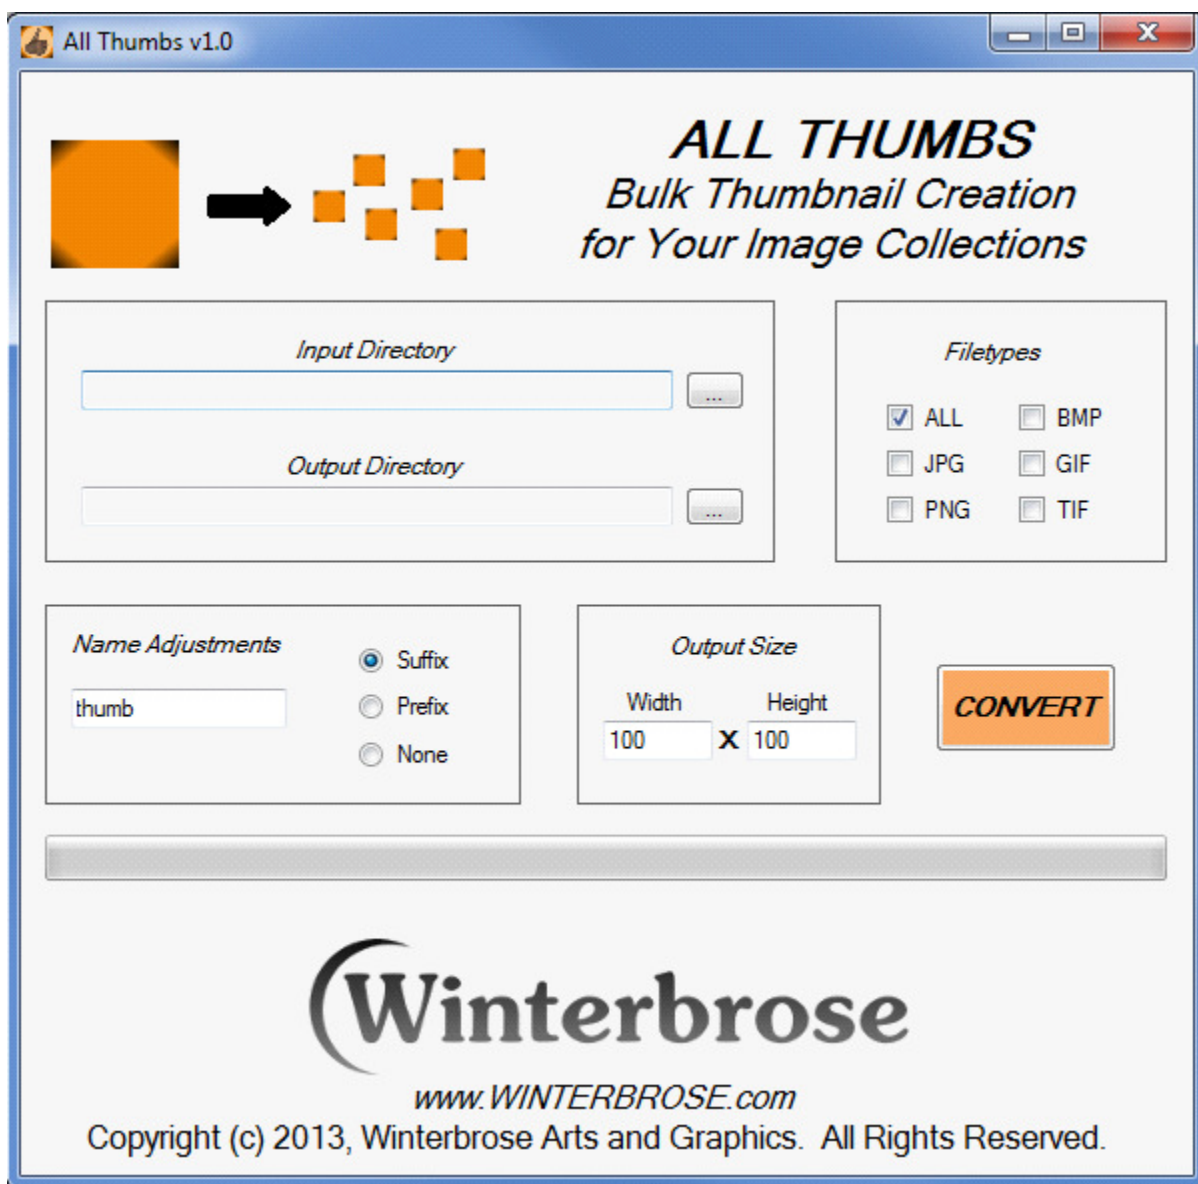 All Thumbs v1.0
ALL THUMBS
Bulk Thumbnail Creation
for Your Image Collections
Input Directory
...
Output Directory
...
Filetypes
ALL BMP
JPG GIF
PNG TIF
Name Adjustments
thumb
Suffix
Prefix
None
Output Size
Width Height
100 X 100
CONVERT
Winterbrose
www.WINTERBROSE.com
Copyright (c) 2013, Winterbrose Arts and Graphics. All Rights Reserved.